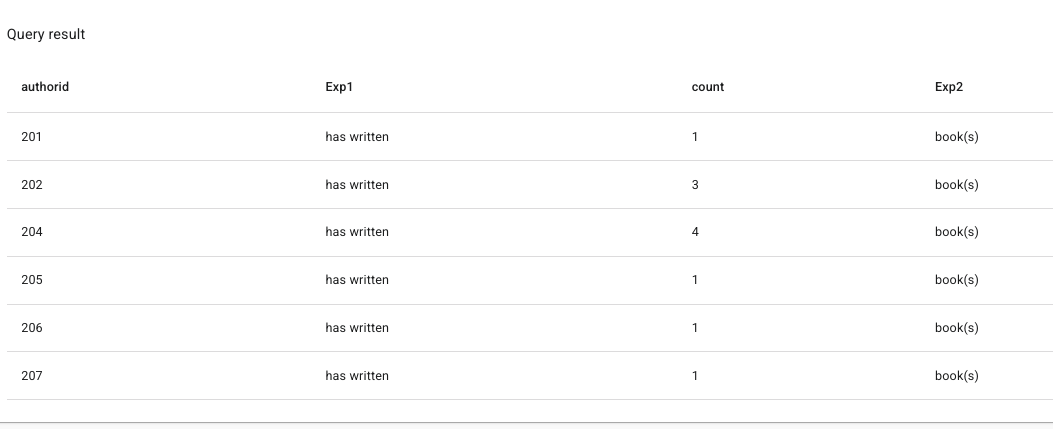 Query result
authorid Exp1 count Exp2
201 has written 1 book(s)
202 has written 3 book(s)
204 has written 4 book(s)
205 has written 1 book(s)
206 has written 1 book(s)
207 has written 1 book(s)